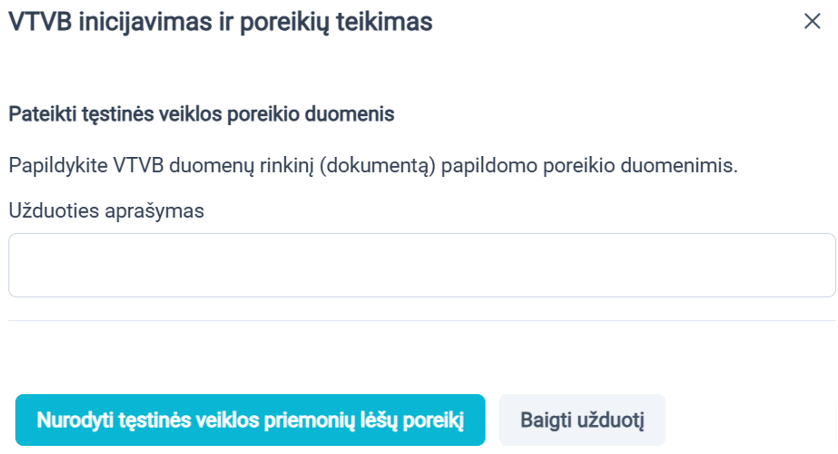 VTVB inicijavimas ir poreikių teikimas
Pateikti tęstinės veiklos poreikio duomenis
Papildykite VTVB duomenų rinkinį (dokumentą) papildomo poreikio duomenimis.
Užduoties aprašymas
Nurodyti tęstinės veiklos priemonių lėšų poreikį
Baigti užduotį